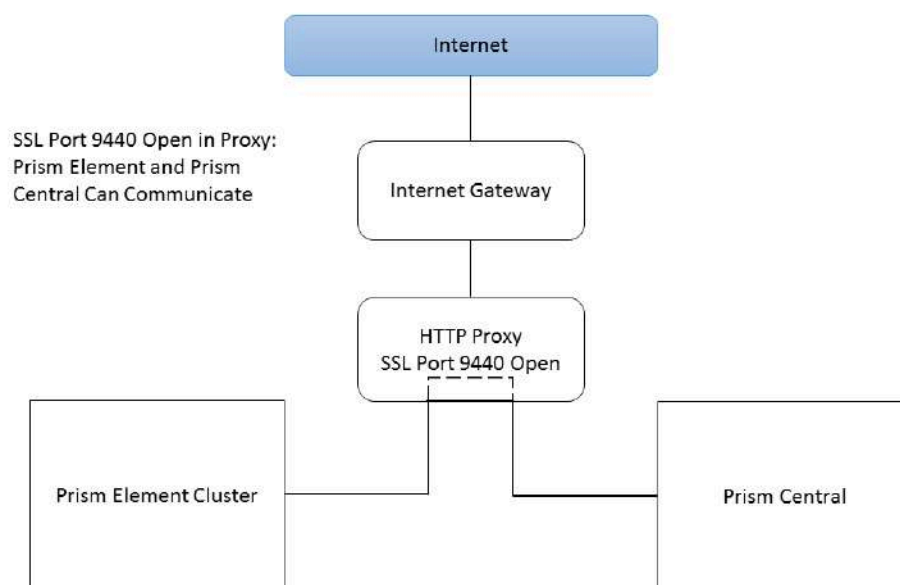 Internet
SSL Port 9440 Open in Proxy:
Prism Element and Prism
Central Can Communicate
Internet Gateway
HTTP Proxy
SSL Port 9440 Open
Prism Element Cluster
Prism Central